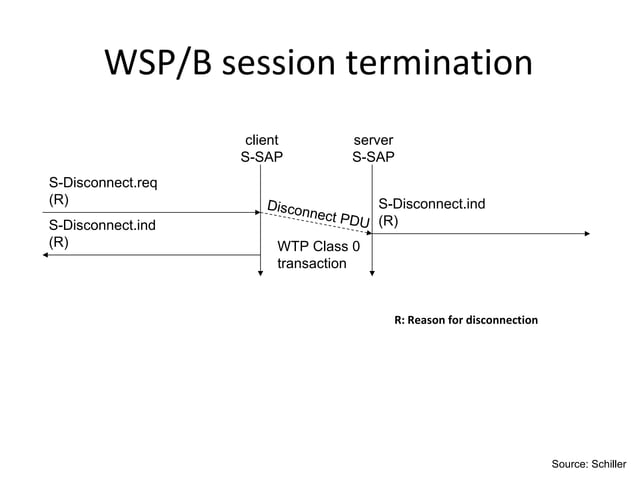 WSP/B session termination
client
S-SAP
server
S-SAP
S-Disconnect.req
(R)
S-Disconnect.ind
(R)
Disconnect PDU
S-Disconnect.ind
(R)
WTP Class 0
transaction
R: Reason for disconnection
Source: Schiller